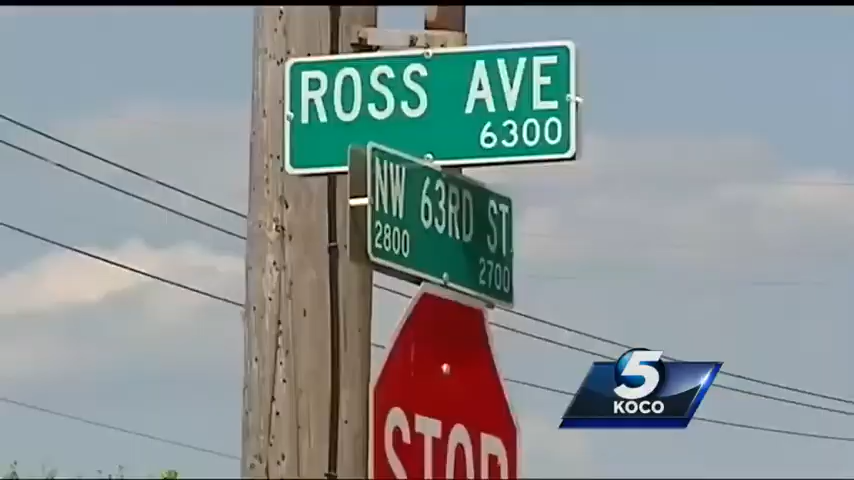 ROSS AVE
6300
NW 63RD ST.
2800 2700
STOP
5
KOCO